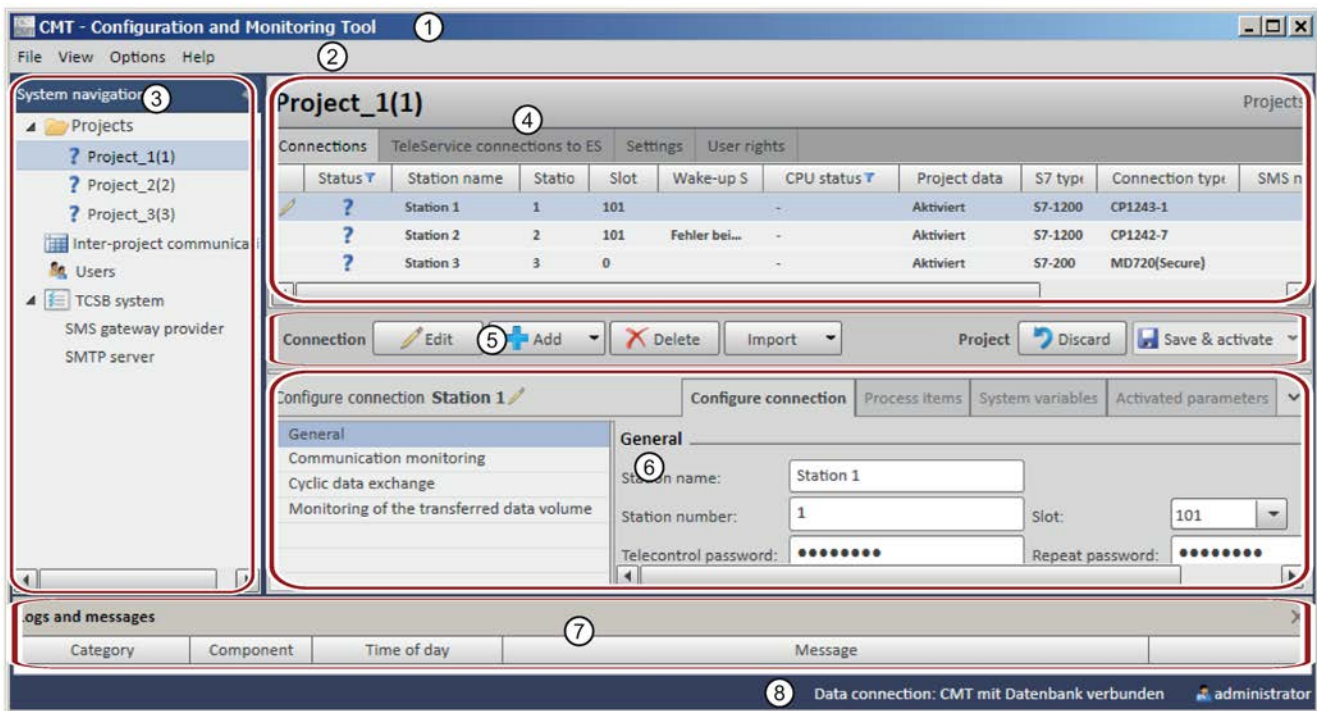 CMT - Configuration and Monitoring Tool
1
File View Options Help
2
System navigation
3
Projects
? Project_1(1)
? Project_2(2)
? Project_3(3)
Inter-project communicati
Users
TCSB system
SMS gateway provider
SMTP server
Project_1(1)
Projects
4
Connections TeleService connections to ES Settings User rights
Status Station name Statio Slot Wake-up S CPU status Project data S7 type Connection type SMS n
? Station 1 1 101 - Aktiviert S7-1200 CP1243-1
? Station 2 2 101 Fehler bei... - Aktiviert S7-1200 CP1242-7
? Station 3 3 0 - Aktiviert S7-200 MD720(Secure)
Connection Edit 5 Add Delete Import Project Discard Save & activate
Configure connection Station 1 Configure connection Process items System variables Activated parameters
General
Communication monitoring
Cyclic data exchange
Monitoring of the transferred data volume
General
6
Station name: Station 1
Station number: 1 Slot: 101
Telecontrol password: ●●●●●●●● Repeat password: ●●●●●●●●
Logs and messages
7
Category Component Time of day Message
8 Data connection: CMT mit Datenbank verbunden administrator